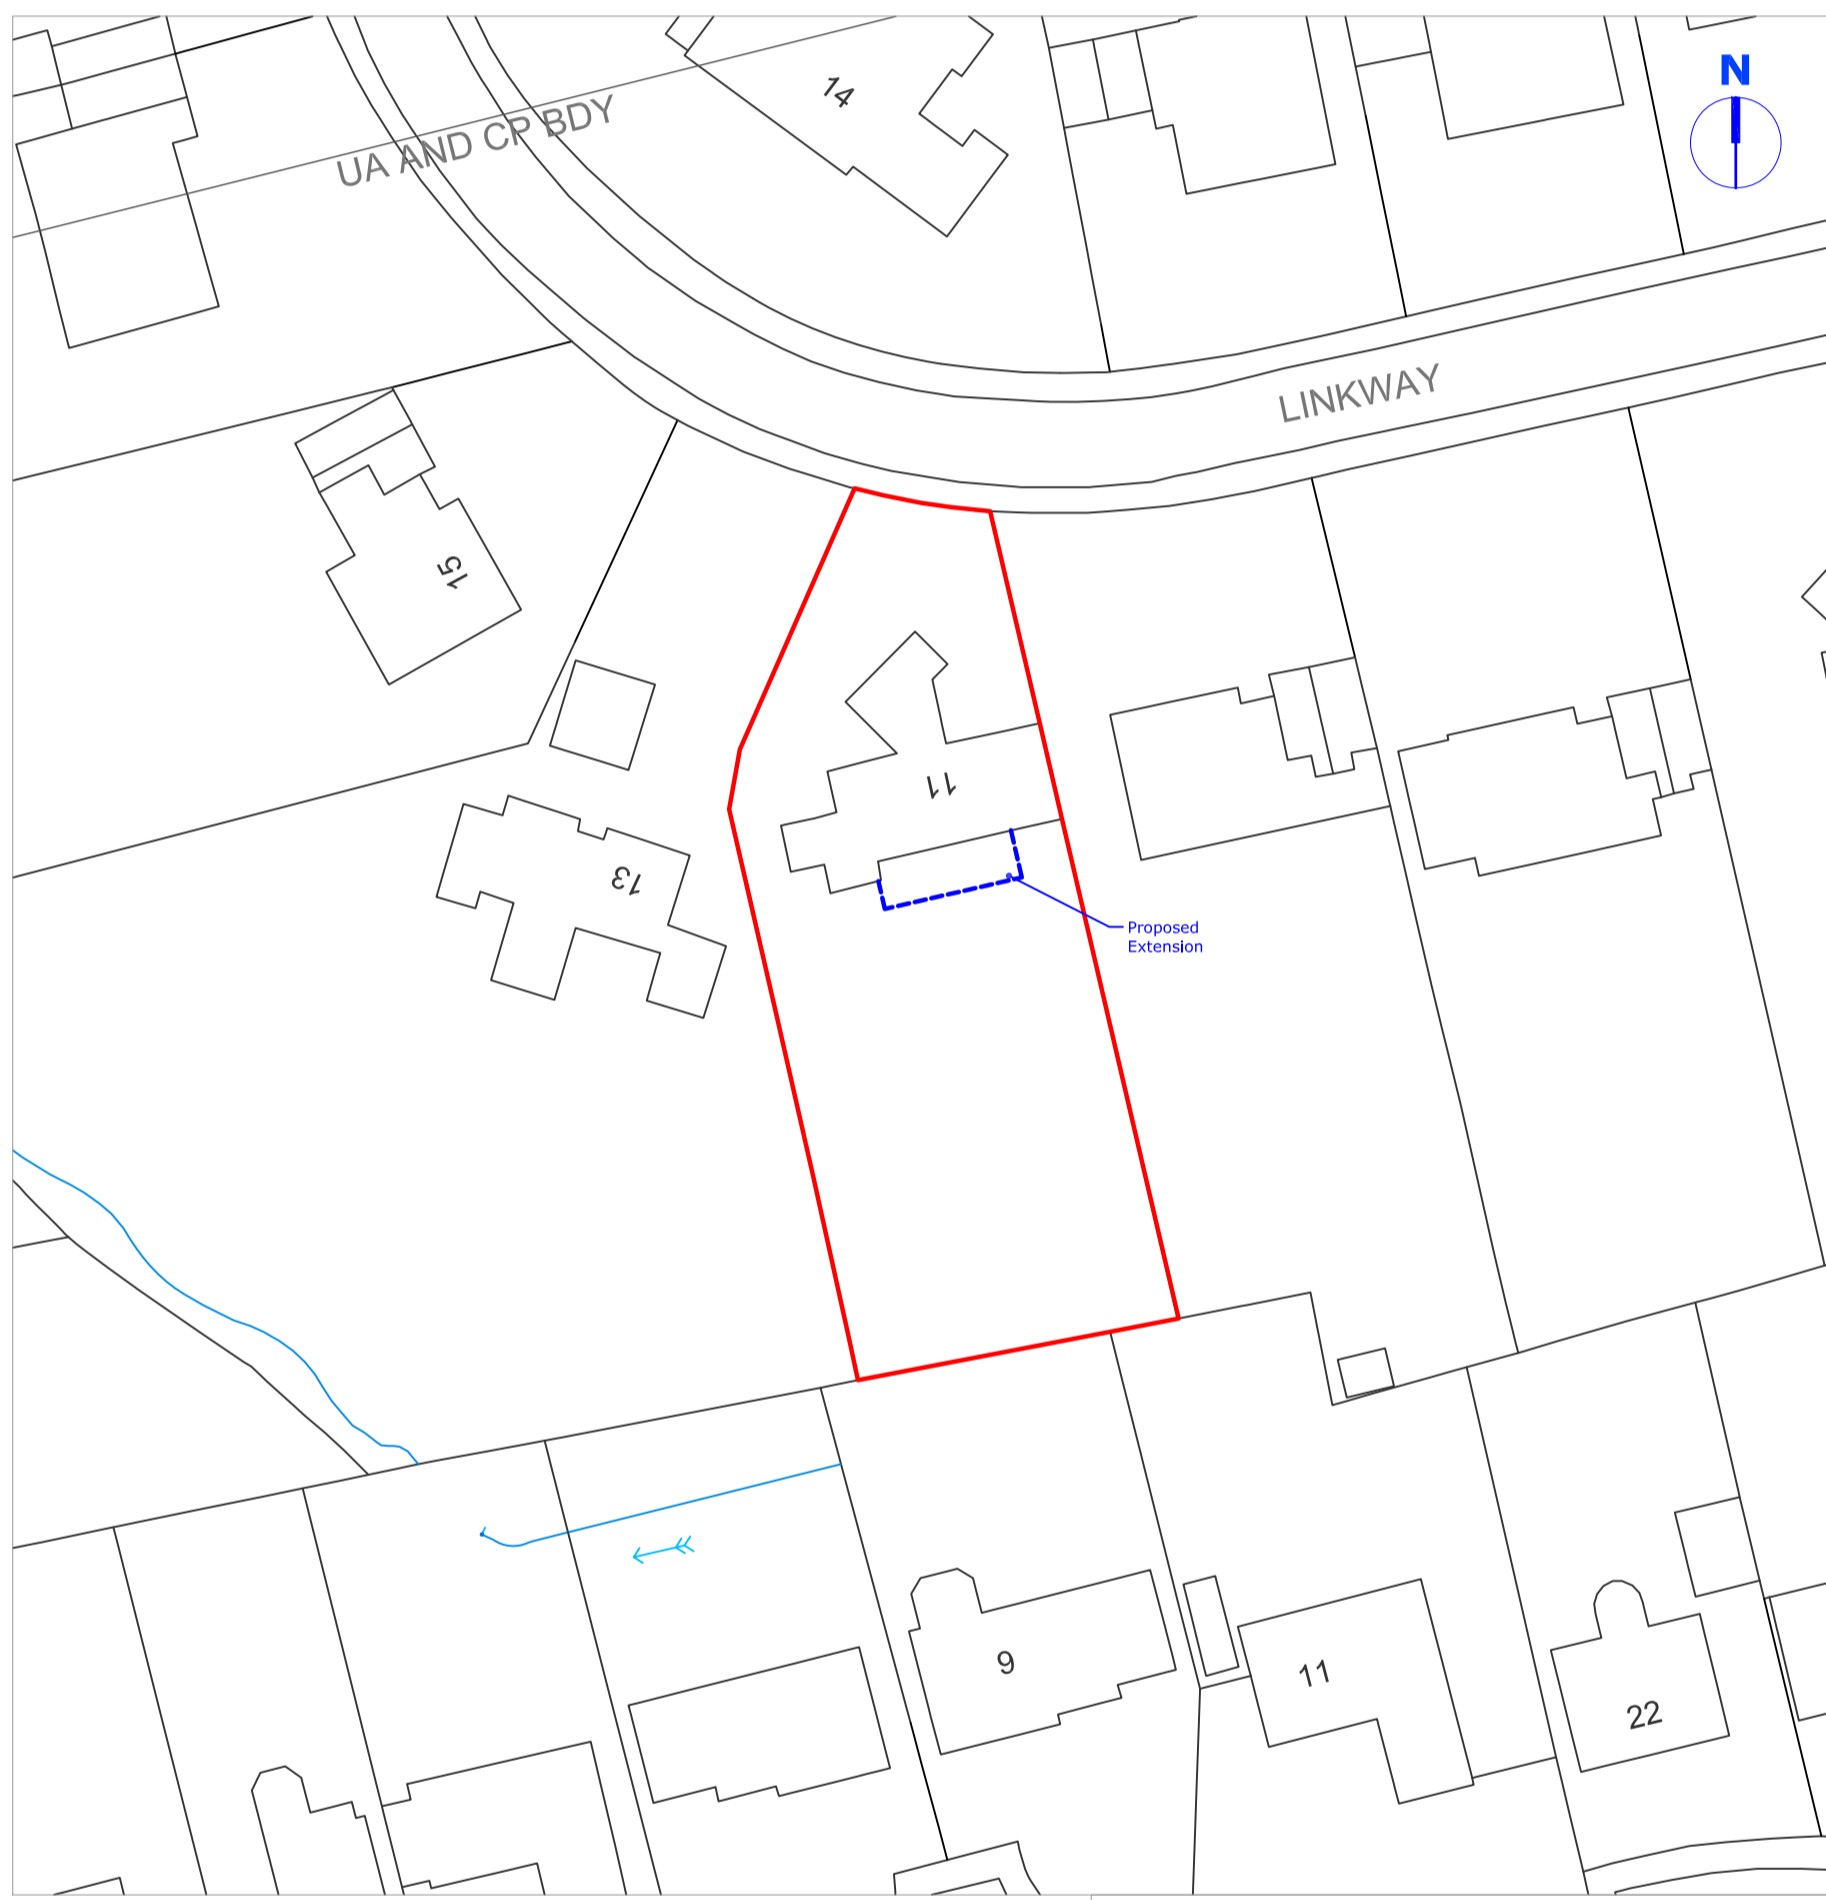 N
14
UA AND CP BDY
LINKWAY
15
11
13
Proposed
Extension
9
11
22